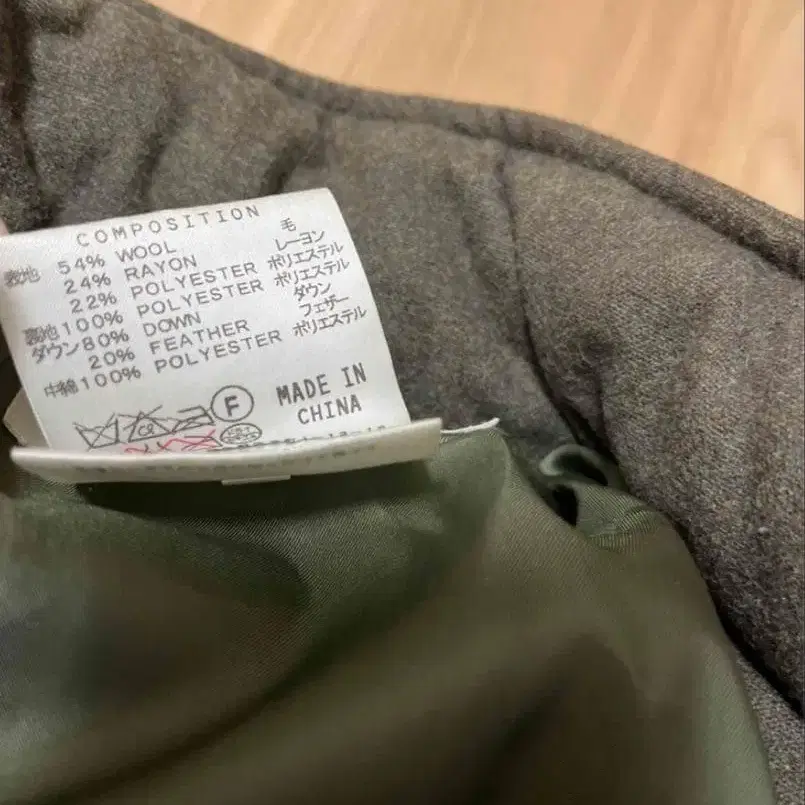 COMPOSITION
表地 54% WOOL 毛
24% RAYON レーヨン
22% POLYESTER ポリエステル
裏地 100% POLYESTER ポリエステル
ダウン 80% DOWN ダウン
20% FEATHER フェザー
中綿 100% POLYESTER ポリエステル
F
MADE IN
CHINA